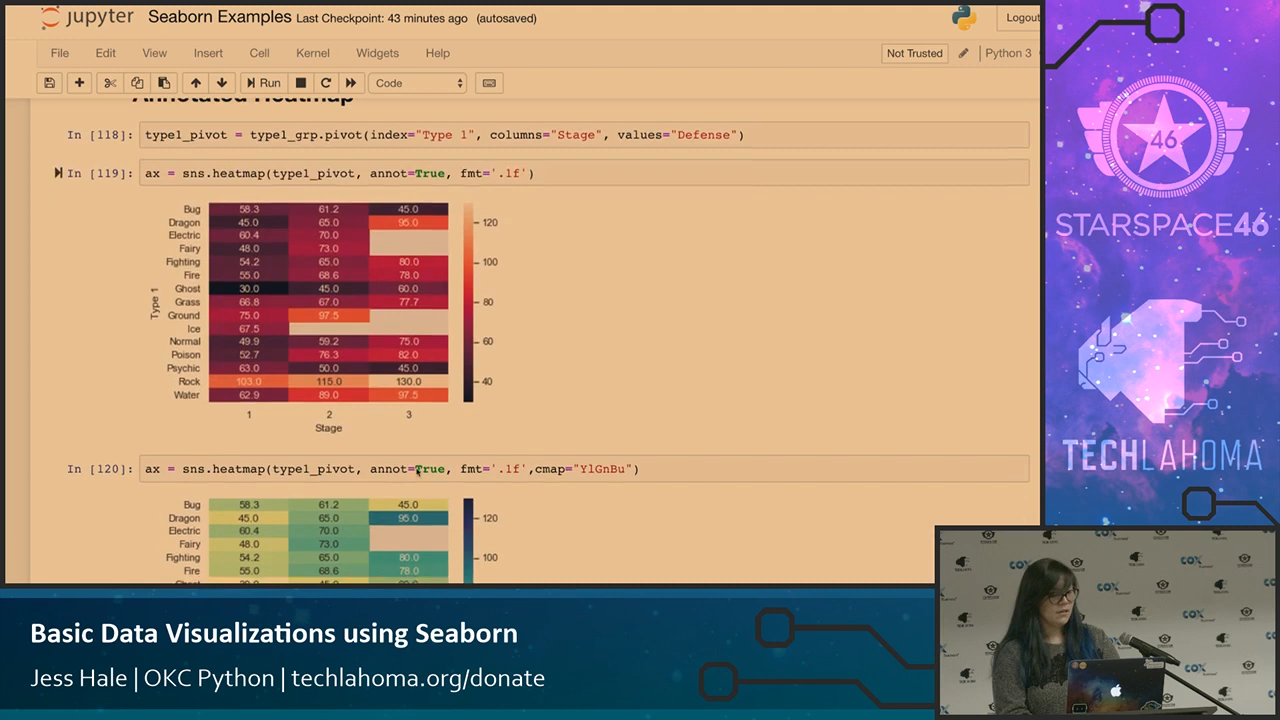 jupyter Seaborn Examples Last Checkpoint: 43 minutes ago (autosaved)
Logout
File Edit View Insert Cell Kernel Widgets Help
Not Trusted Python 3
Run Code
Annotated Heatmap
In [118]: type1_pivot = type1_grp.pivot(index="Type 1", columns="Stage", values="Defense")
In [119]: ax = sns.heatmap(type1_pivot, annot=True, fmt='.1f')
Bug 58.3 61.2 45.0
Dragon 45.0 65.0 95.0
Electric 60.4 70.0
Fairy 48.0 73.0
Fighting 54.2 65.0 80.0
Fire 55.0 68.6 78.0
Ghost 30.0 45.0 60.0
Grass 66.8 67.0 77.7
Ground 75.0 97.5
Ice 67.5
Normal 49.9 59.2 75.0
Poison 52.7 76.3 82.0
Psychic 63.0 50.0 45.0
Rock 103.0 115.0 130.0
Water 62.9 89.0 97.5
Type 1
1 2 3
Stage
120
100
80
60
40
In [120]: ax = sns.heatmap(type1_pivot, annot=True, fmt='.1f',cmap="YlGnBu")
Bug 58.3 61.2 45.0
Dragon 45.0 65.0 95.0
Electric 60.4 70.0
Fairy 48.0 73.0
Fighting 54.2 65.0 80.0
Fire 55.0 68.6 78.0
120
100
46
STARSPACE46
TECHLAHOMA
COX
Basic Data Visualizations using Seaborn
Jess Hale | OKC Python | techlahoma.org/donate